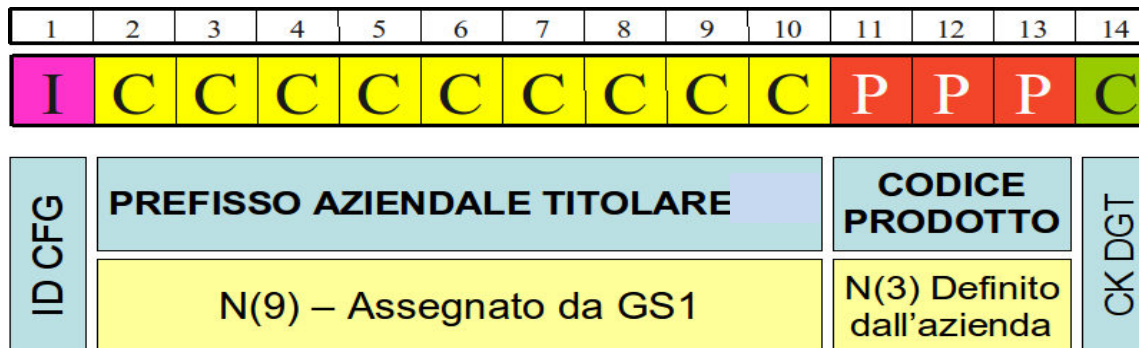 1 2 3 4 5 6 7 8 9 10 11 12 13 14
I C C C C C C C C C P P P C
ID CFG
PREFISSO AZIENDALE TITOLARE
CODICE
PRODOTTO
CK DGT
N(9) – Assegnato da GS1
N(3) Definito
dall'azienda